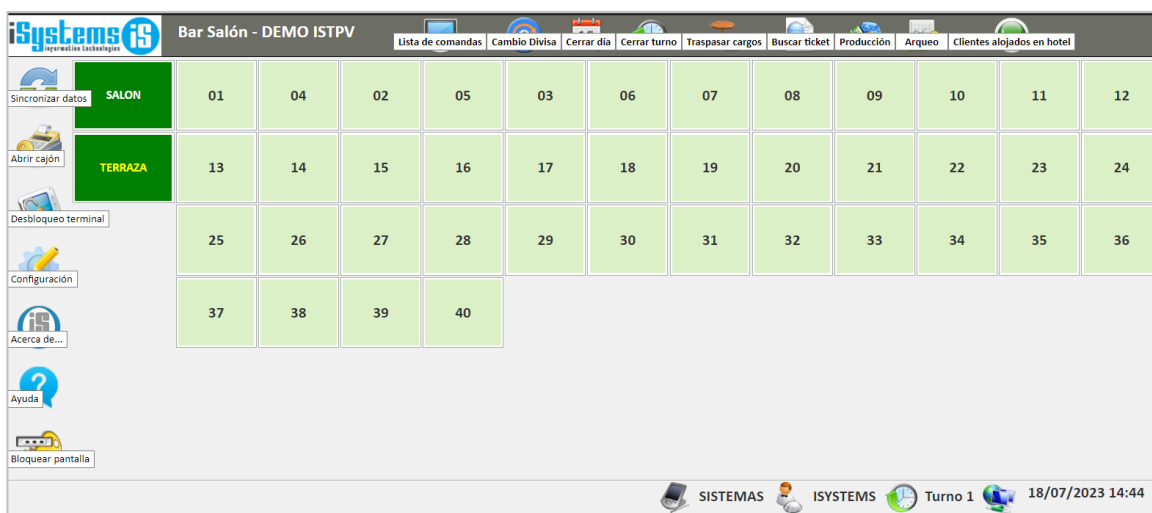 iSystems iS
information technologies
Bar Salón - DEMO ISTPV
Lista de comandas Cambio Divisa Cerrar día Cerrar turno Traspasar cargos Buscar ticket Producción Arqueo Clientes alojados en hotel
Sincronizar datos
Abrir cajón
Desbloqueo terminal
Configuración
iS
Acerca de...
Ayuda
Bloquear pantalla
SALON
TERRAZA
01 04 02 05 03 06 07 08 09 10 11 12
13 14 15 16 17 18 19 20 21 22 23 24
25 26 27 28 29 30 31 32 33 34 35 36
37 38 39 40
SISTEMAS ISYSTEMS Turno 1 18/07/2023 14:44